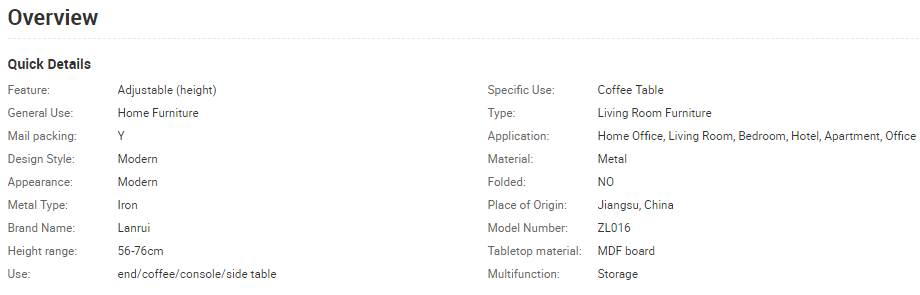 Overview
Quick Details
Feature: Adjustable (height) Specific Use: Coffee Table
General Use: Home Furniture Type: Living Room Furniture
Mail packing: Y Application: Home Office, Living Room, Bedroom, Hotel, Apartment, Office
Design Style: Modern Material: Metal
Appearance: Modern Folded: NO
Metal Type: Iron Place of Origin: Jiangsu, China
Brand Name: Lanrui Model Number: ZL016
Height range: 56-76cm Tabletop material: MDF board
Use: end/coffee/console/side table Multifunction: Storage